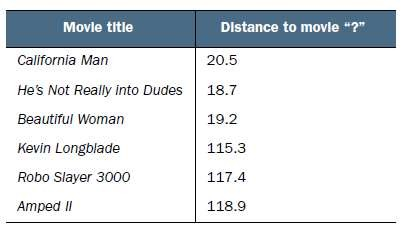 Movie title Distance to movie “?”
California Man 20.5
He’s Not Really into Dudes 18.7
Beautiful Woman 19.2
Kevin Longblade 115.3
Robo Slayer 3000 117.4
Amped II 118.9